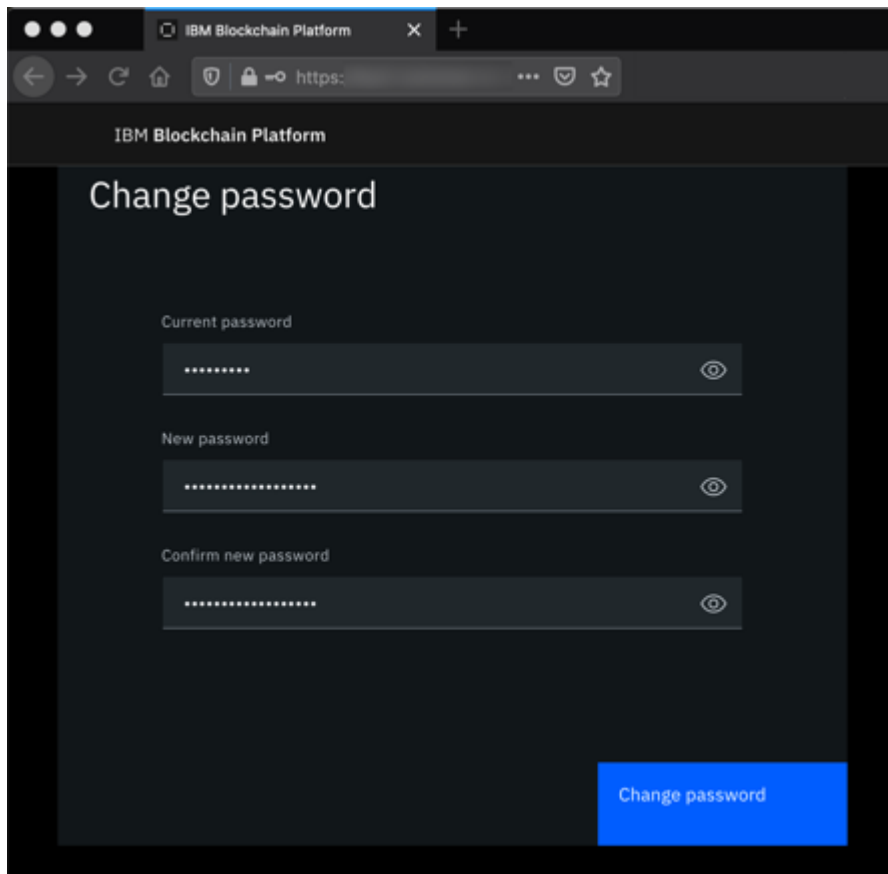 IBM Blockchain Platform
https:
IBM Blockchain Platform
Change password
Current password
•••••••••
New password
••••••••••••••••••
Confirm new password
••••••••••••••••••
Change password